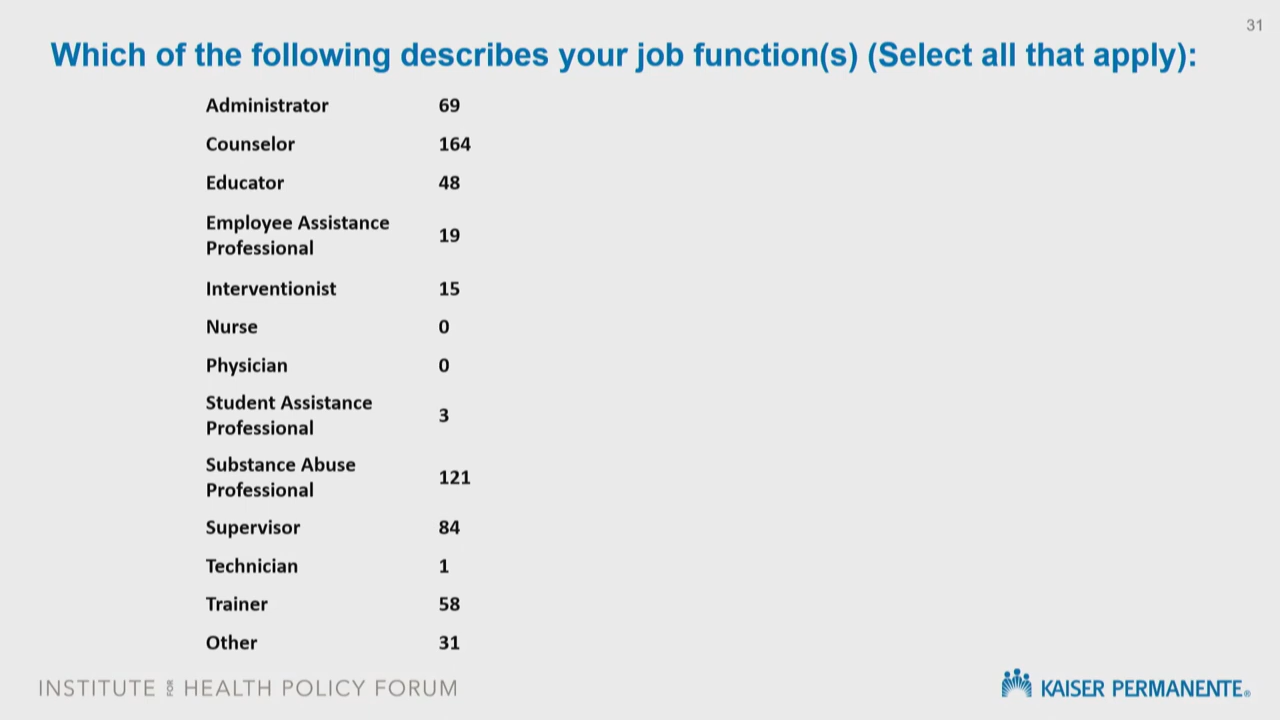 31
Which of the following describes your job function(s) (Select all that apply):
Administrator 69
Counselor 164
Educator 48
Employee Assistance
Professional 19
Interventionist 15
Nurse 0
Physician 0
Student Assistance
Professional 3
Substance Abuse
Professional 121
Supervisor 84
Technician 1
Trainer 58
Other 31
INSTITUTE FOR HEALTH POLICY FORUM
KAISER PERMANENTE®